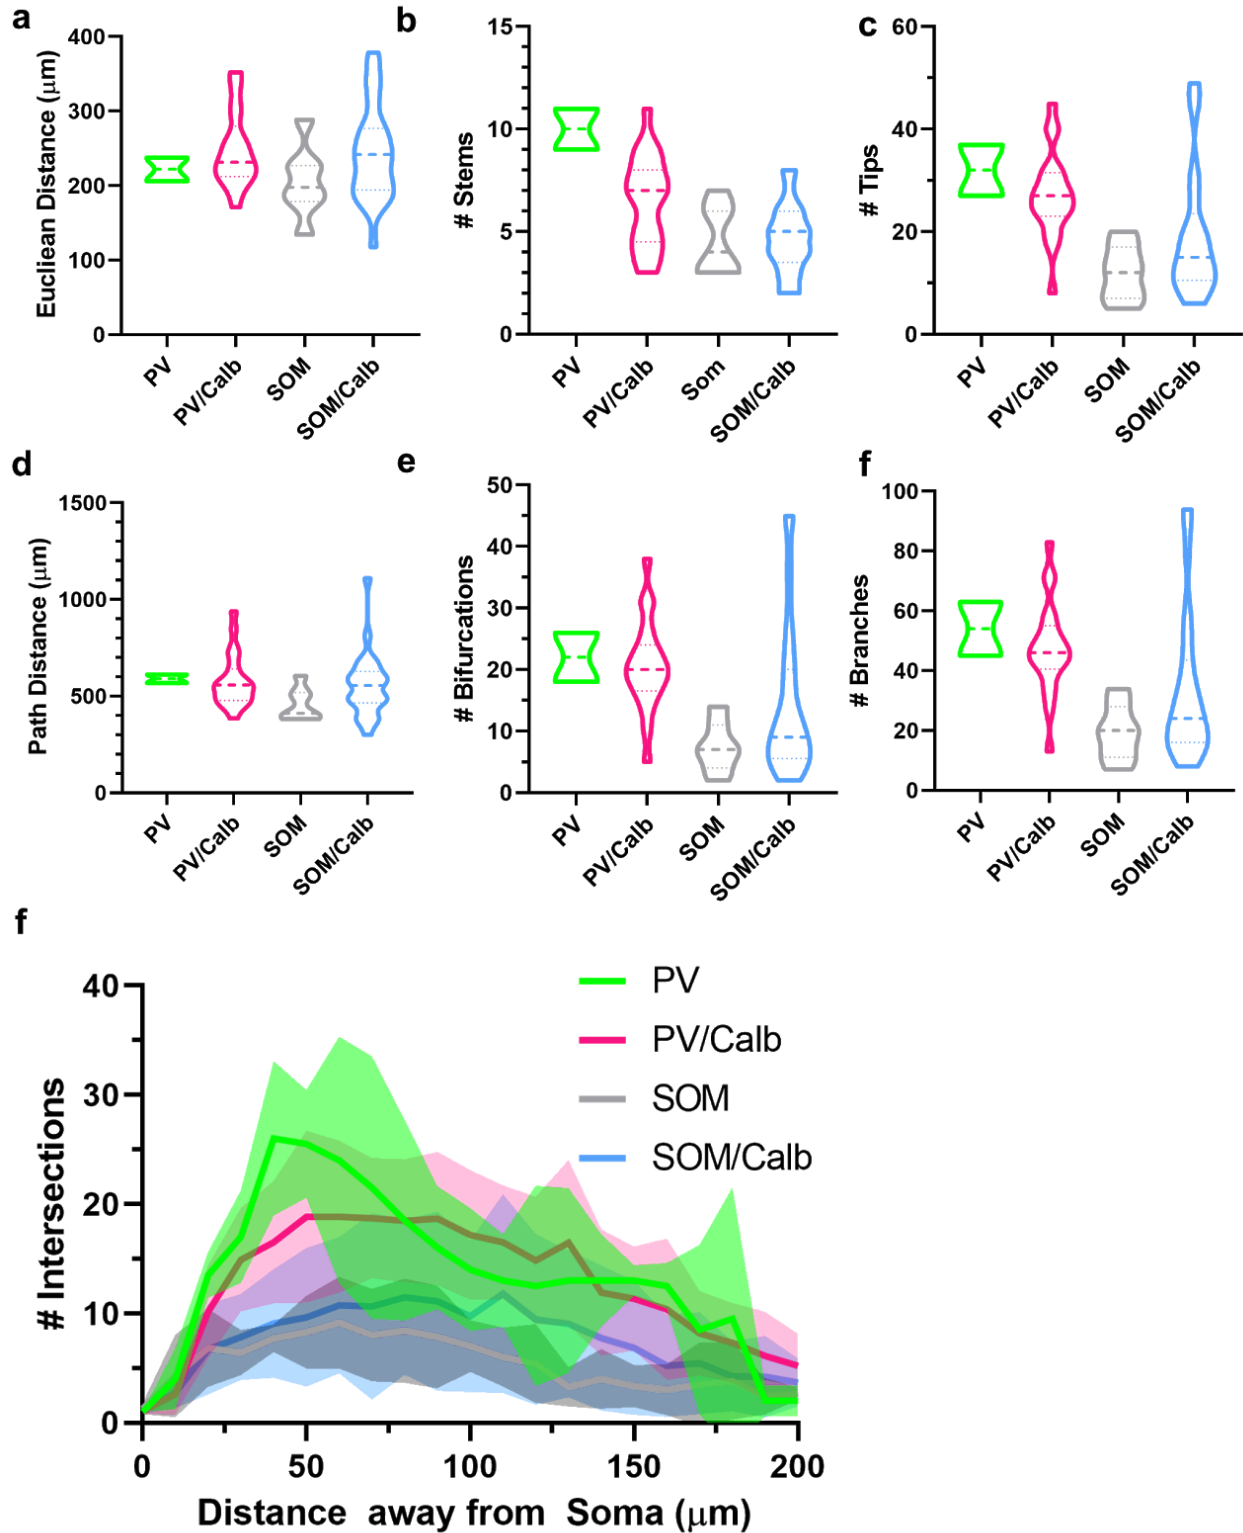 a
400
300
200
100
0
Eucliean Distance (μm)
PV
PV/Calb
SOM
SOM/Calb
b
15
10
5
0
# Stems
PV
PV/Calb
Som
SOM/Calb
c
60
40
20
0
# Tips
PV
PV/Calb
SOM
SOM/Calb
d
1500
1000
500
0
Path Distance (μm)
PV
PV/Calb
SOM
SOM/Calb
e
50
40
30
20
10
0
# Bifurcations
PV
PV/Calb
SOM
SOM/Calb
f
100
80
60
40
20
0
# Branches
PV
PV/Calb
SOM
SOM/Calb
f
40
30
20
10
0
# Intersections
PV
PV/Calb
SOM
SOM/Calb
0 50 100 150 200
Distance away from Soma (μm)